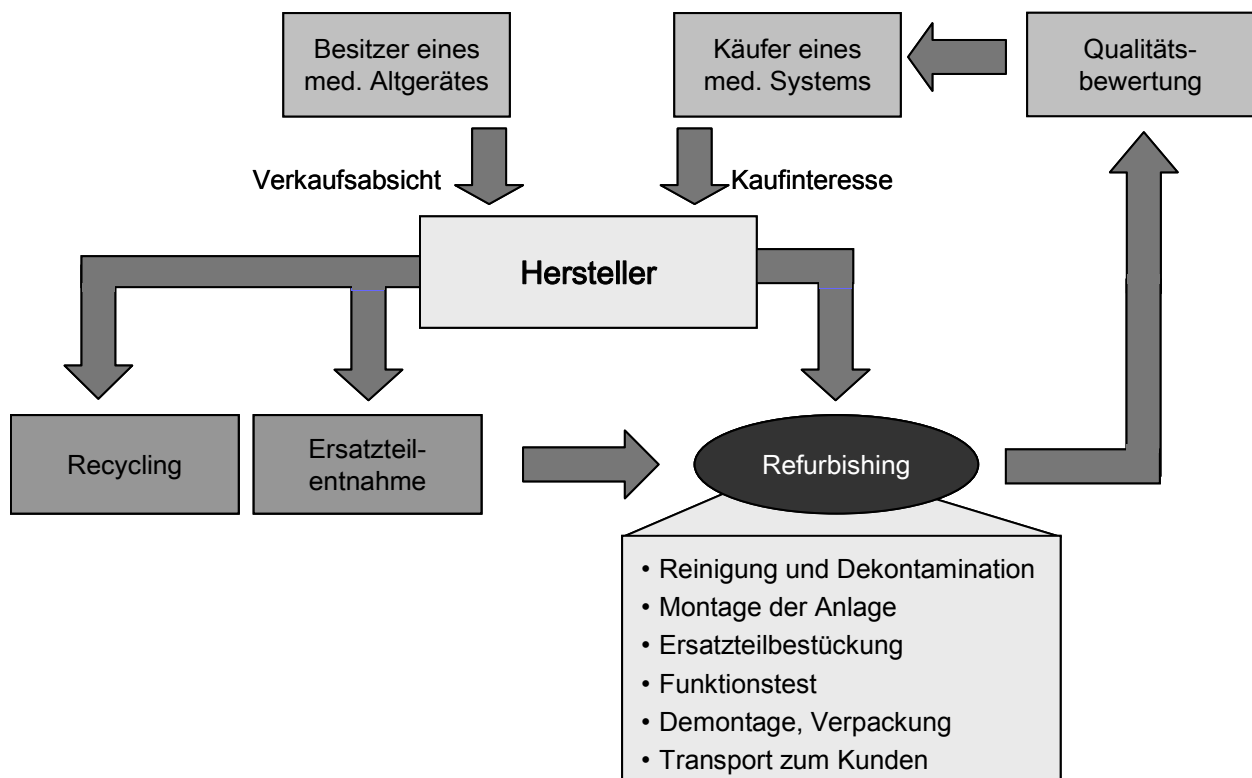 Besitzer eines
med. Altgerätes
Käufer eines
med. Systems
Qualitäts-
bewertung
Verkaufsabsicht
Kaufinteresse
Hersteller
Recycling
Ersatzteil-
entnahme
Refurbishing
• Reinigung und Dekontamination
• Montage der Anlage
• Ersatzteilbestückung
• Funktionstest
• Demontage, Verpackung
• Transport zum Kunden